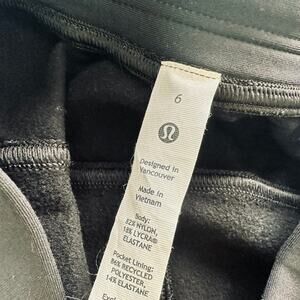 6
Designed in
Vancouver
Made in
Vietnam
Body:
82% NYLON,
18% LYCRA®
ELASTANE
Pocket Lining:
86% RECYCLED
POLYESTER,
14% ELASTANE